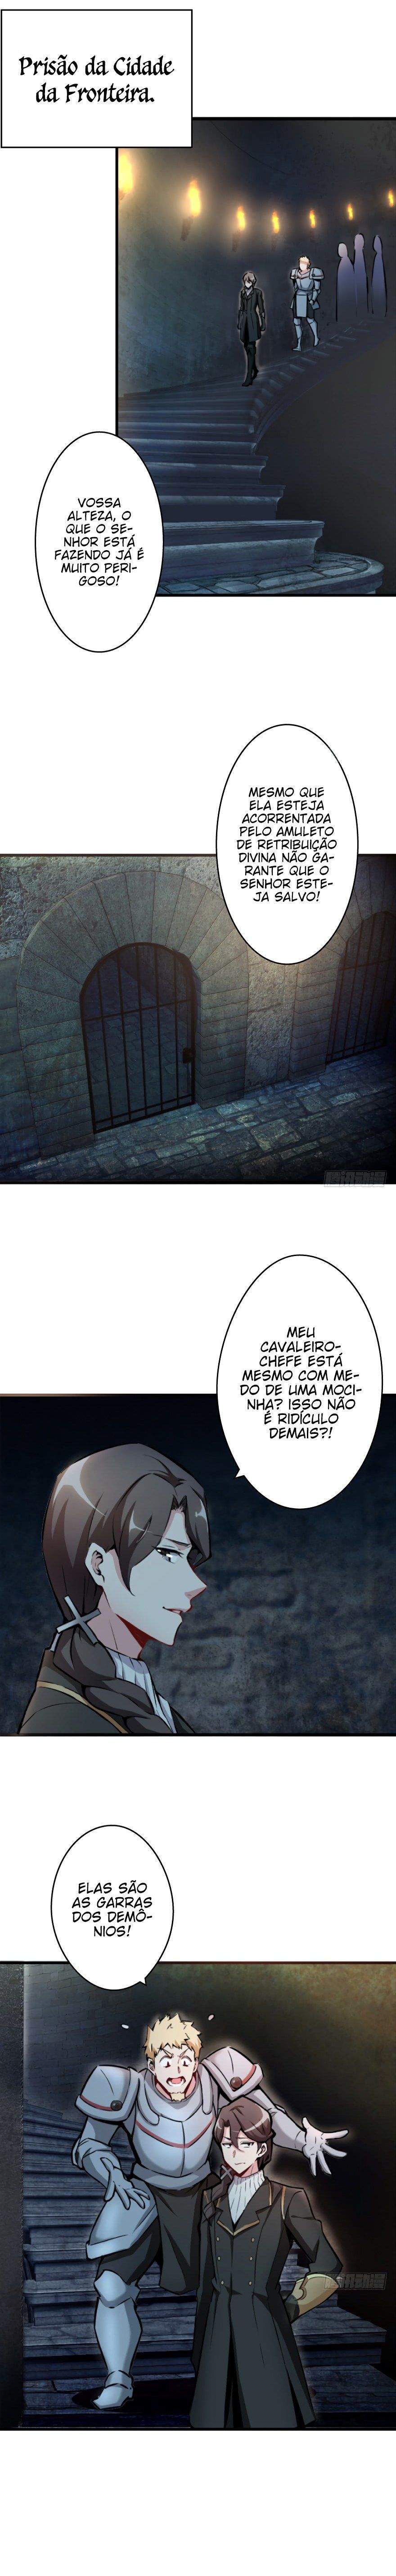 Prisão da Cidade
da Fronteira.
VOSSA
ALTEZA, O
QUE O SE-
NHOR ESTÁ
FAZENDO JÁ É
MUITO PERI-
GOSO!
MESMO QUE
ELA ESTEJA
ACORRENTADA
PELO AMULETO
DE RETRIBUIÇÃO
DIVINA NÃO GA-
RANTE QUE O
SENHOR ESTE-
JA SALVO!
MEU
CAVALEIRO-
CHEFE ESTÁ
MESMO COM ME-
DO DE UMA MOCI-
NHA? ISSO NÃO
É RIDÍCULO
DEMAIS?!
ELAS SÃO
AS GARRAS
DOS DEMÔ-
NIOS!